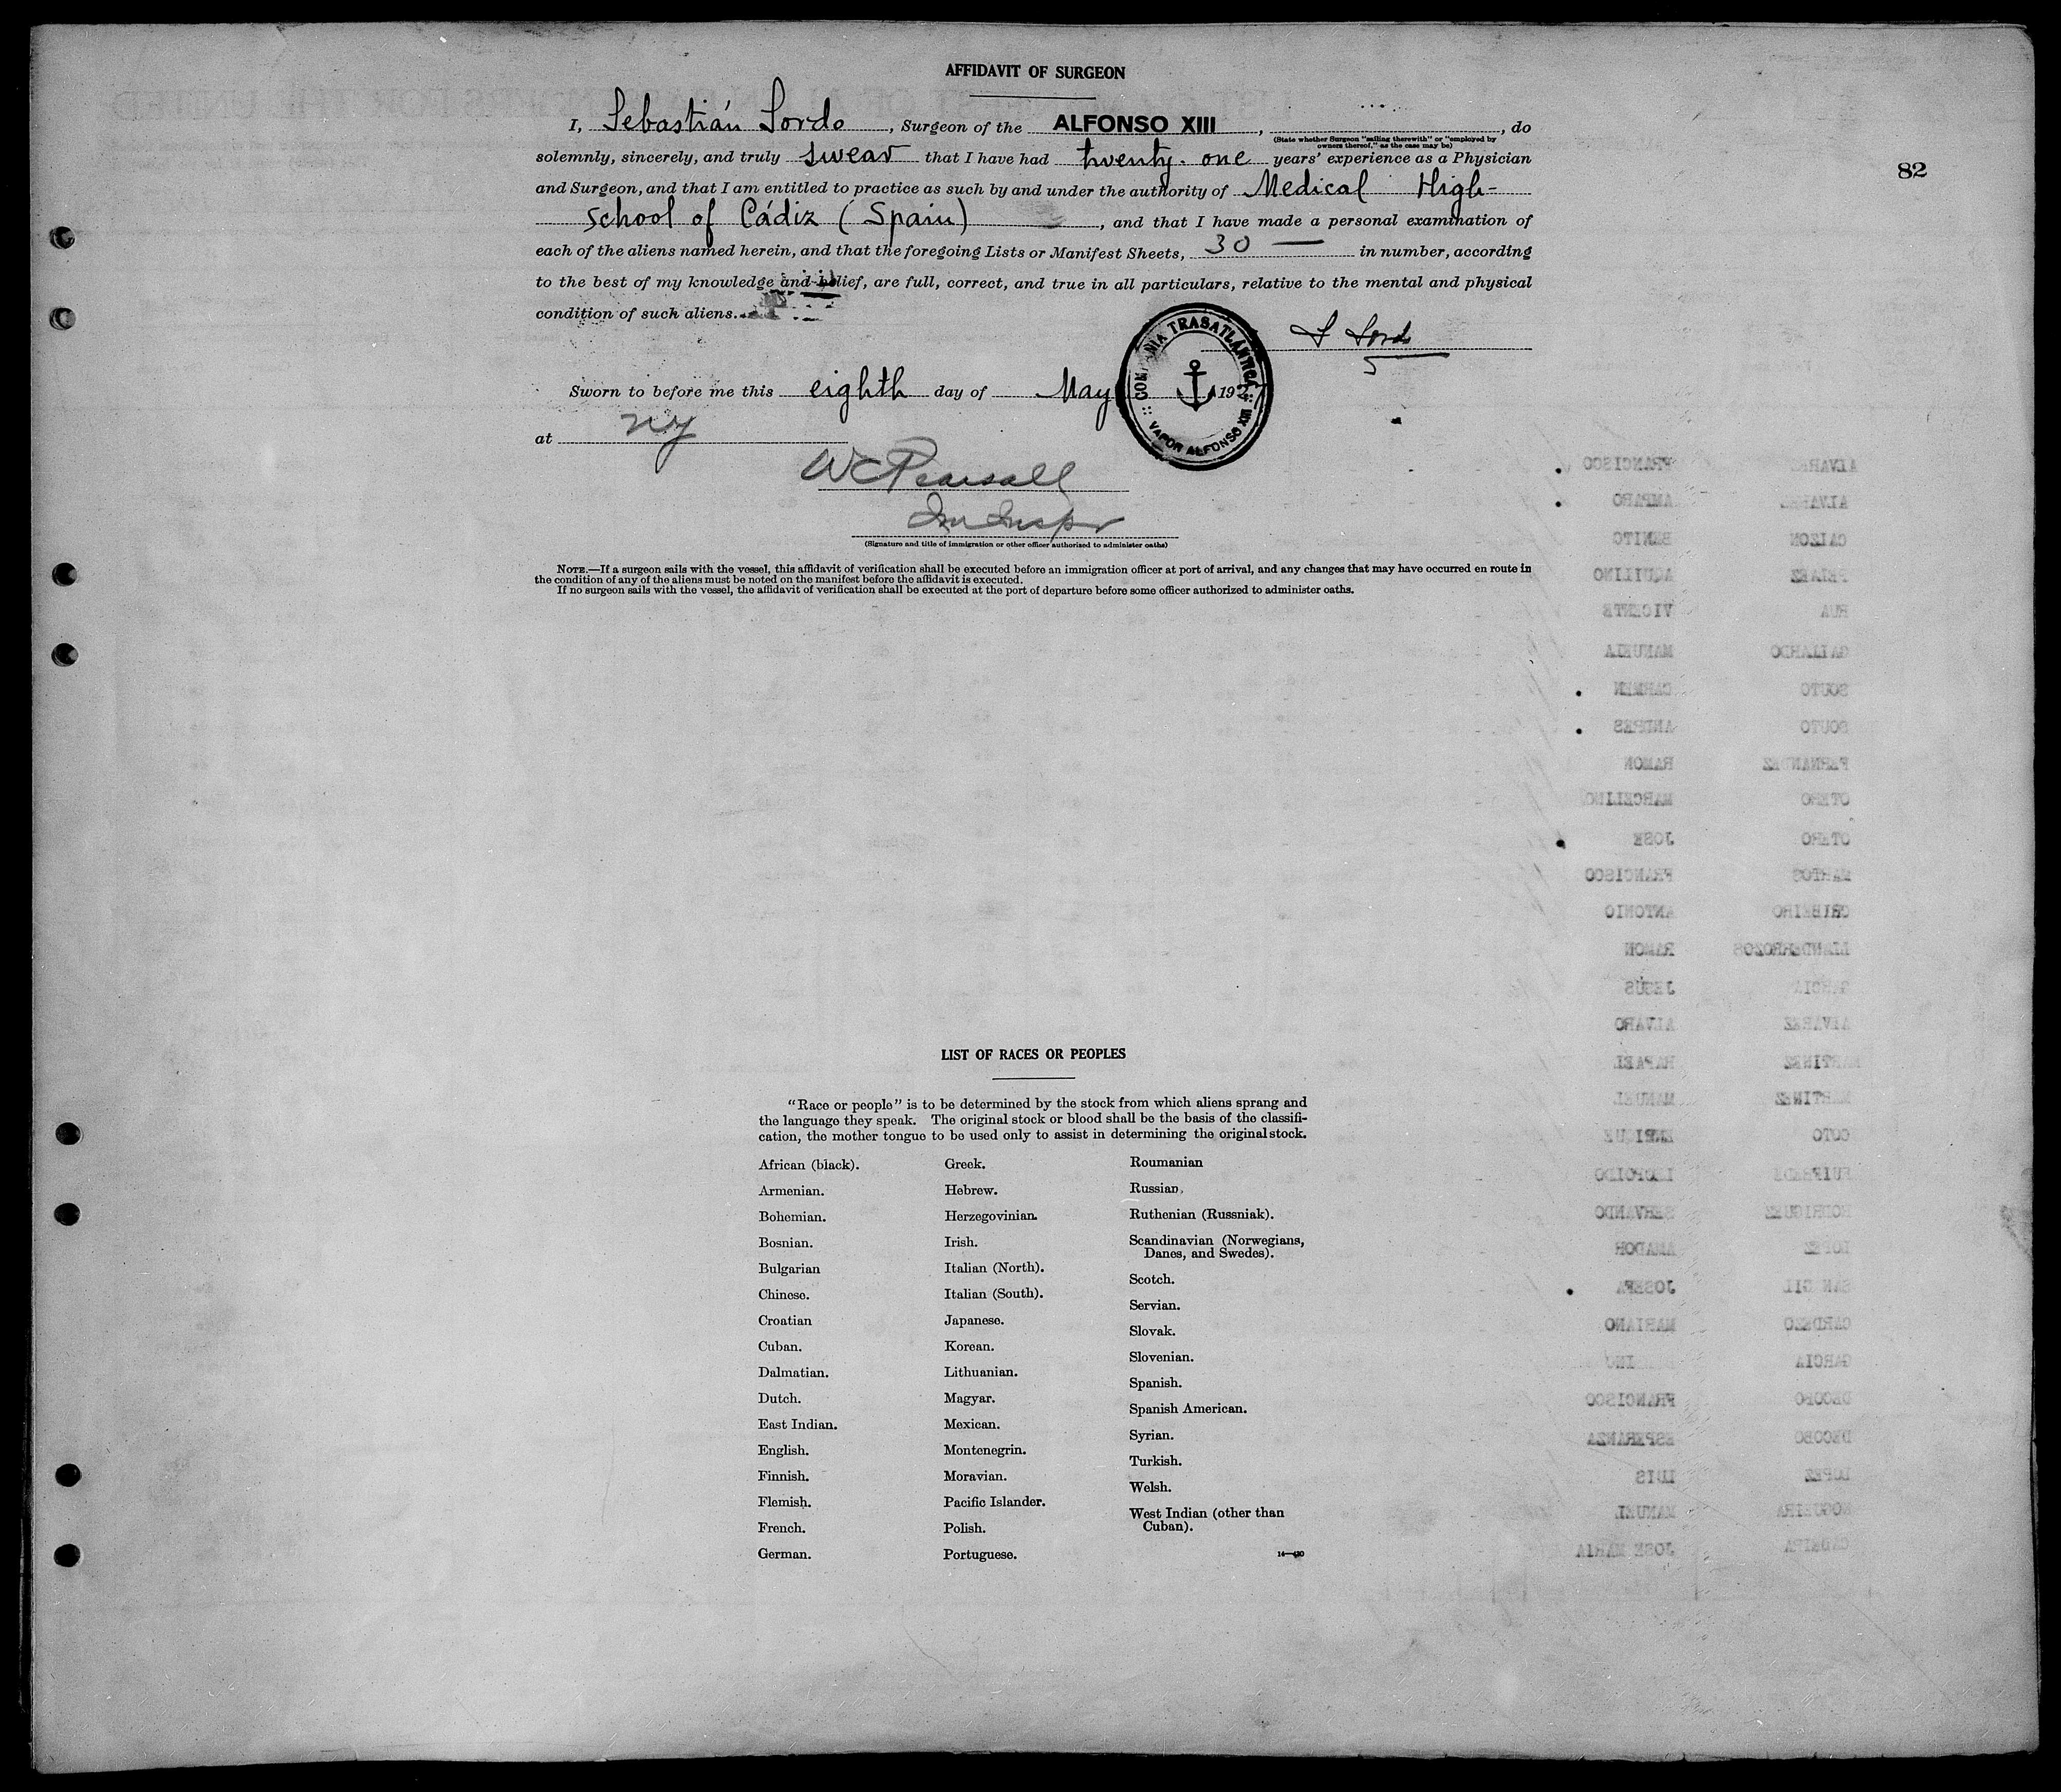 AFFIDAVIT OF SURGEON
82
I, Sebastián Sordo, Surgeon of the ALFONSO XIII, , do
(State whether Surgeon "sailing therewith" or "employed by
owners thereof," as the case may be)
solemnly, sincerely, and truly swear that I have had twenty-one years' experience as a Physician
and Surgeon, and that I am entitled to practice as such by and under the authority of Medical High-
school of Cádiz (Spain), and that I have made a personal examination of
each of the aliens named herein, and that the foregoing Lists or Manifest Sheets, 30 — in number, according
to the best of my knowledge and belief, are full, correct, and true in all particulars, relative to the mental and physical
condition of such aliens.
S Sordo
COMPAÑIA TRASATLÁNTICA
VAPOR ALFONSO XIII
Sworn to before me this eighth day of May 192
at NY
WC Pearsall
Im Inspr
(Signature and title of immigration or other officer authorized to administer oaths)
NOTE.—If a surgeon sails with the vessel, this affidavit of verification shall be executed before an immigration officer at port of arrival, and any changes that may have occurred en route in
the condition of any of the aliens must be noted on the manifest before the affidavit is executed.
If no surgeon sails with the vessel, the affidavit of verification shall be executed at the port of departure before some officer authorized to administer oaths.
LIST OF RACES OR PEOPLES
"Race or people" is to be determined by the stock from which aliens sprang and
the language they speak. The original stock or blood shall be the basis of the classifi-
cation, the mother tongue to be used only to assist in determining the original stock.
African (black).
Armenian.
Bohemian.
Bosnian.
Bulgarian
Chinese.
Croatian
Cuban.
Dalmatian.
Dutch.
East Indian.
English.
Finnish.
Flemish.
French.
German.
Greek.
Hebrew.
Herzegovinian.
Irish.
Italian (North).
Italian (South).
Japanese.
Korean.
Lithuanian.
Magyar.
Mexican.
Montenegrin.
Moravian.
Pacific Islander.
Polish.
Portuguese.
Roumanian
Russian.
Ruthenian (Russniak).
Scandinavian (Norwegians,
Danes, and Swedes).
Scotch.
Servian.
Slovak.
Slovenian.
Spanish.
Spanish American.
Syrian.
Turkish.
Welsh.
West Indian (other than
Cuban).